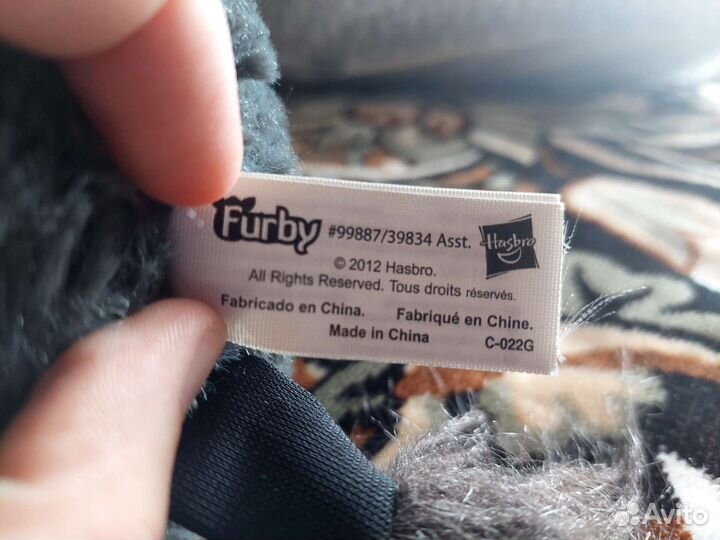 Furby #99887/39834 Asst. Hasbro
© 2012 Hasbro.
All Rights Reserved. Tous droits réservés.
Fabricado en China. Fabriqué en Chine.
Made in China C-022G
Avito